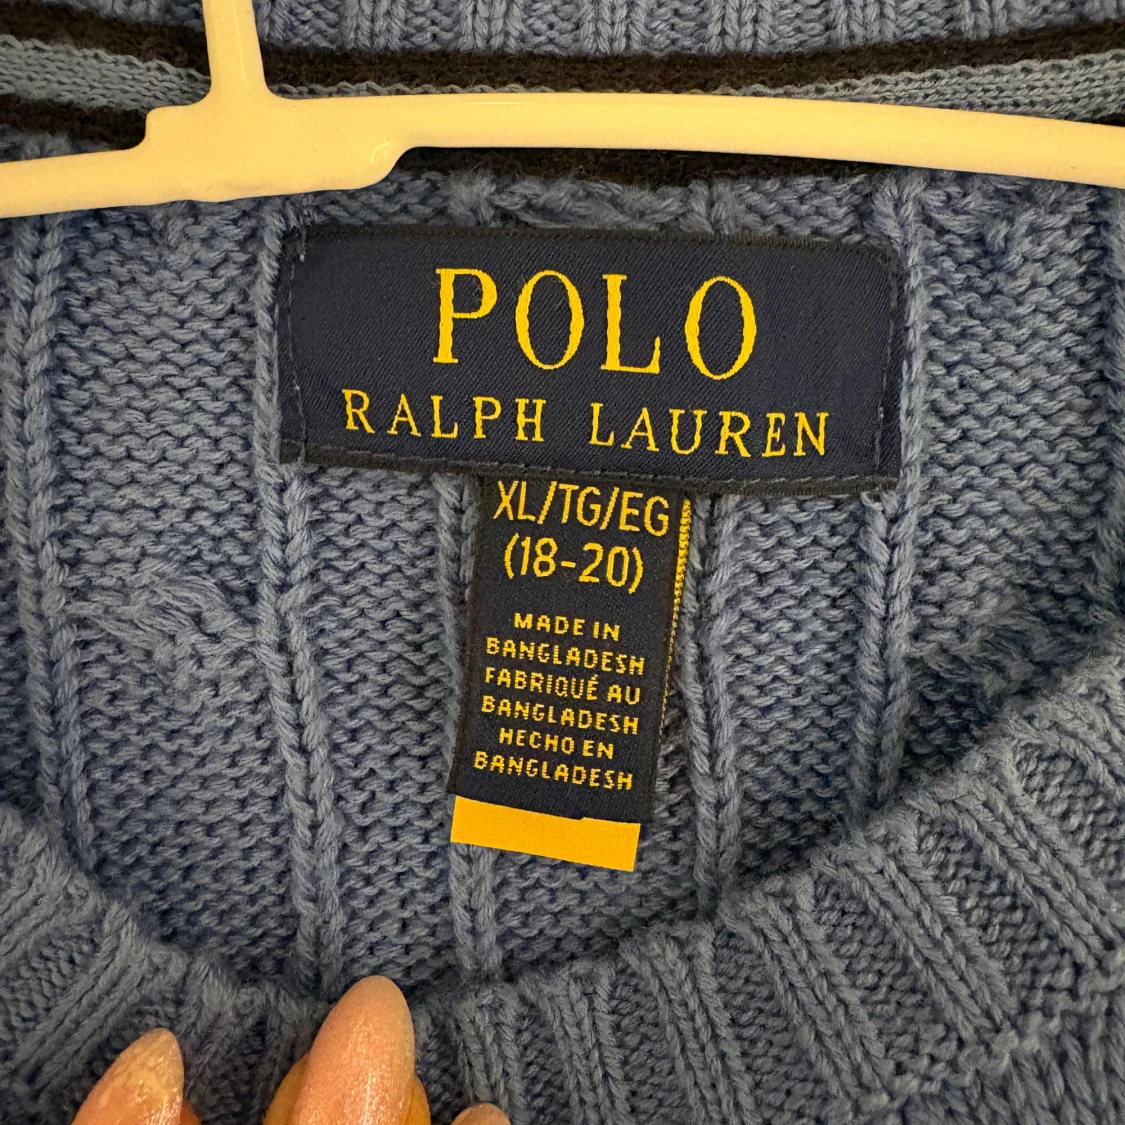 POLO
RALPH LAUREN
XL/TG/EG
(18-20)
MADE IN
BANGLADESH
FABRIQUÉ AU
BANGLADESH
HECHO EN
BANGLADESH